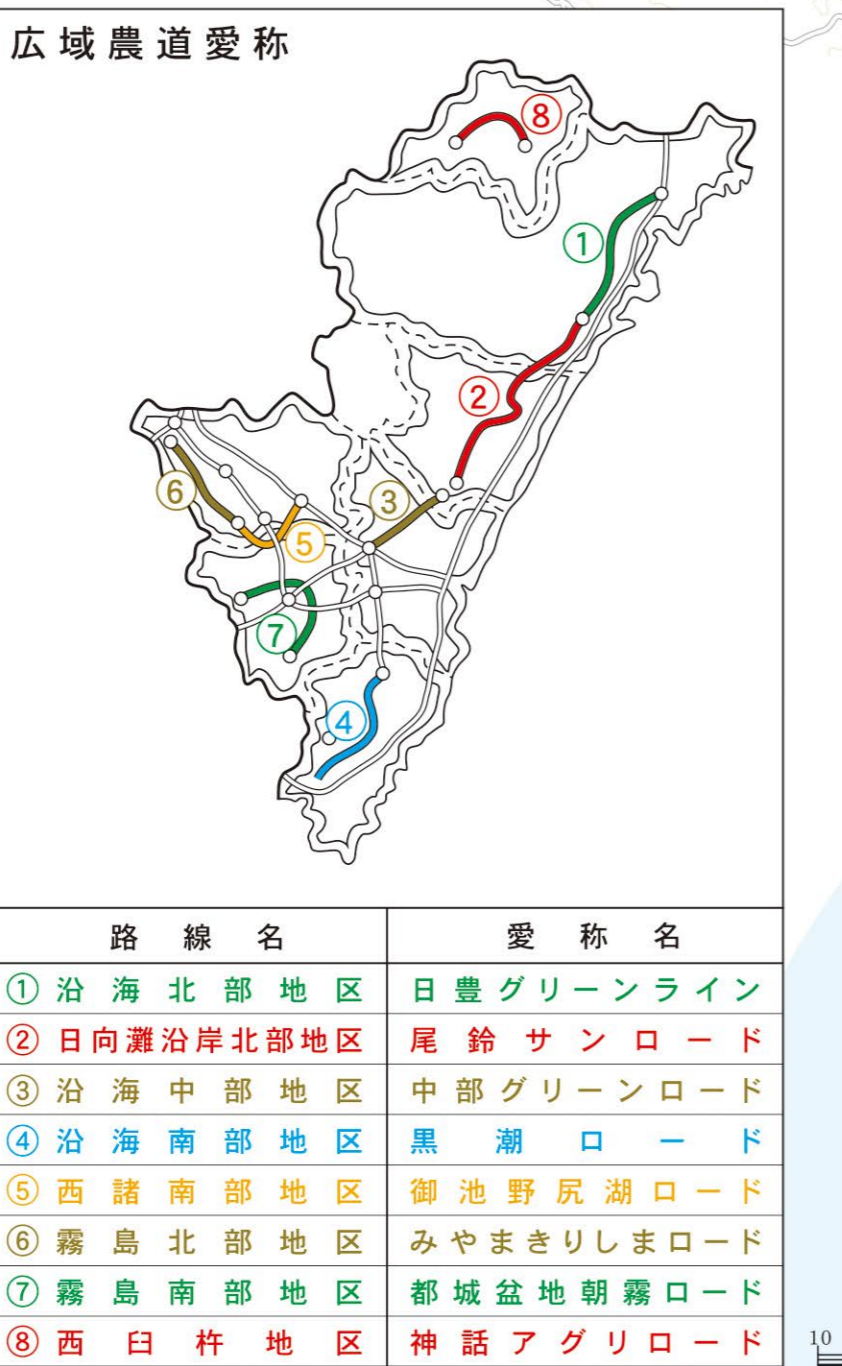 広域農道愛称
⑧
①
②
③
⑥
⑤
⑦
④
路線名 愛称名
① 沿海北部地区 日豊グリーンライン
② 日向灘沿岸北部地区 尾鈴サンロード
③ 沿海中部地区 中部グリーンロード
④ 沿海南部地区 黒潮ロード
⑤ 西諸南部地区 御池野尻湖ロード
⑥ 霧島北部地区 みやまきりしまロード
⑦ 霧島南部地区 都城盆地朝霧ロード
⑧ 西臼杵地区 神話アグリロード
10